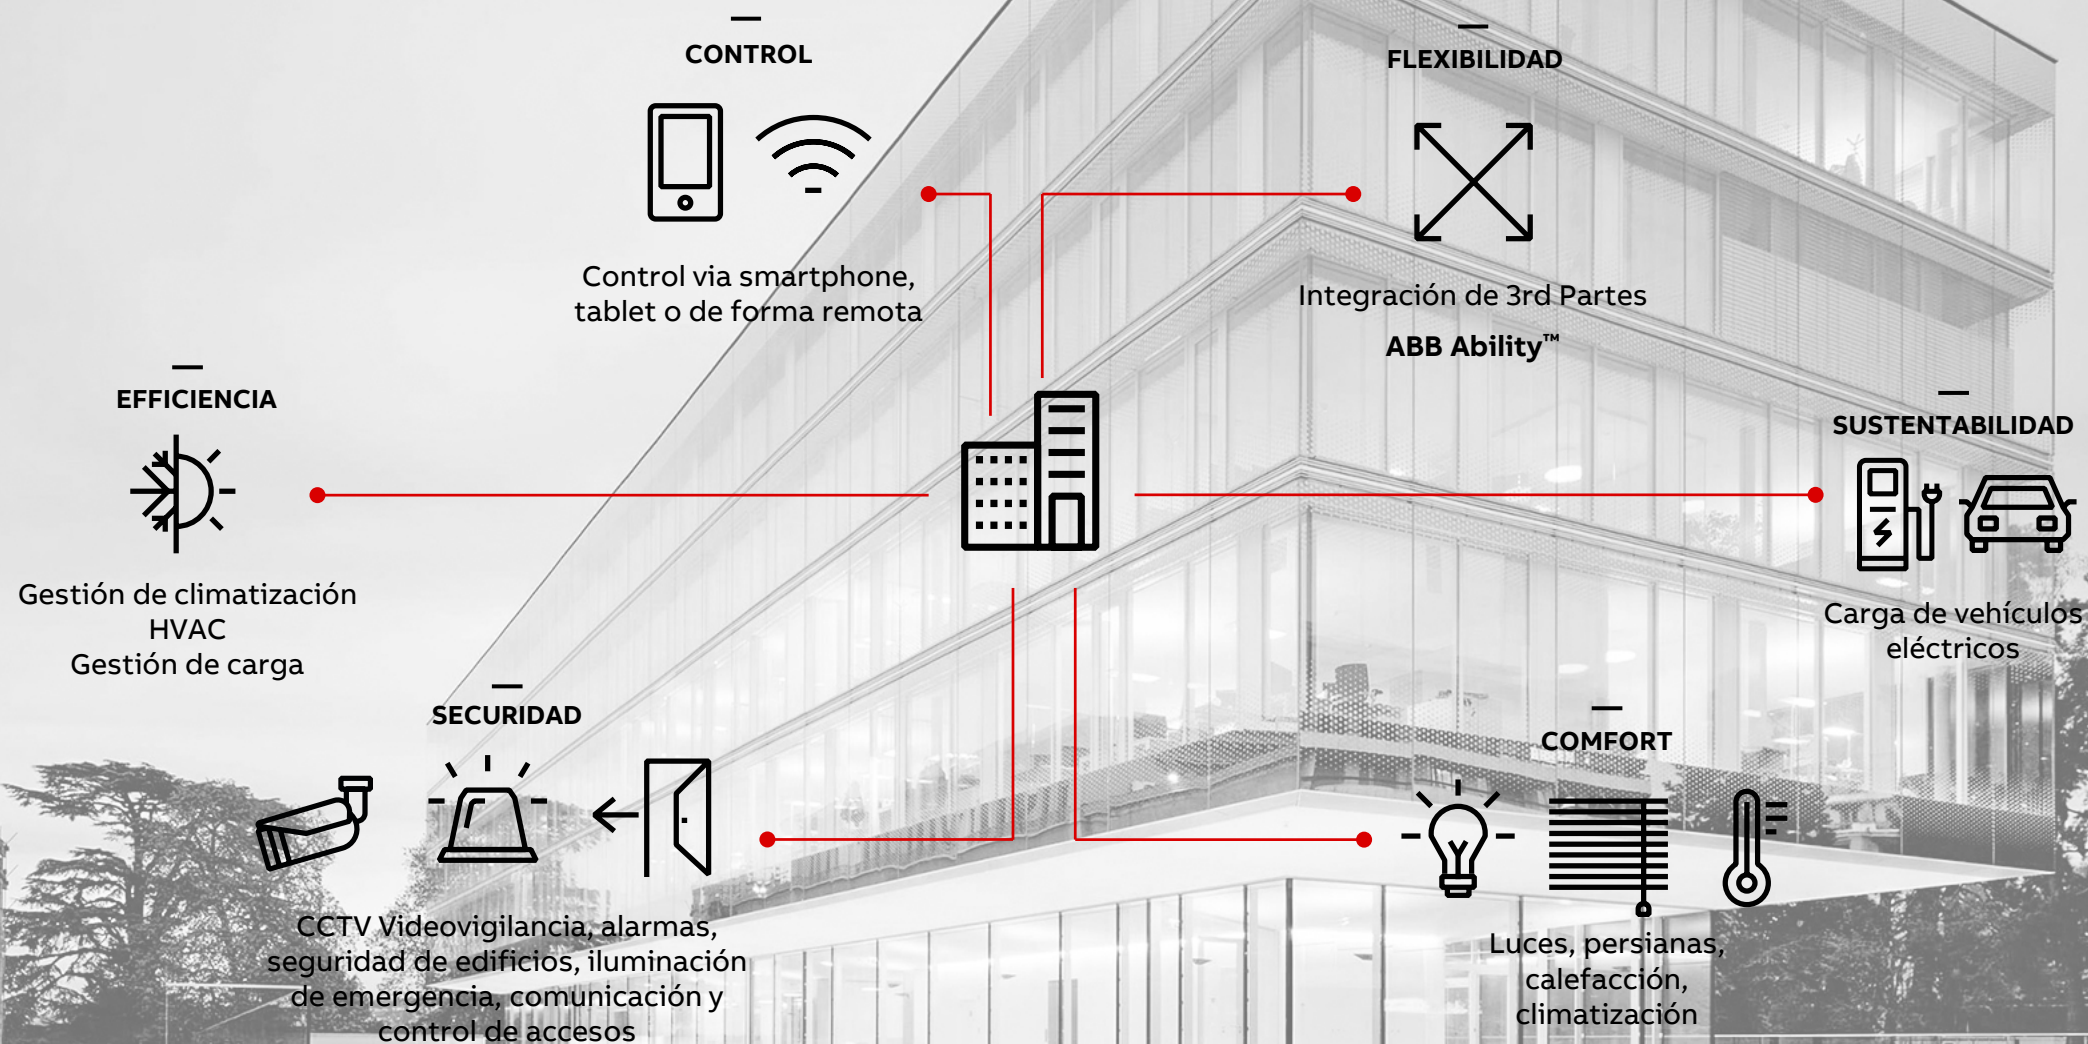 CONTROL
Control via smartphone,
tablet o de forma remota
FLEXIBILIDAD
Integración de 3rd Partes
ABB Ability™
EFFICIENCIA
Gestión de climatización
HVAC
Gestión de carga
SUSTENTABILIDAD
Carga de vehículos
eléctricos
SECURIDAD
CCTV Videovigilancia, alarmas,
seguridad de edificios, iluminación
de emergencia, comunicación y
control de accesos
COMFORT
Luces, persianas,
calefacción,
climatización